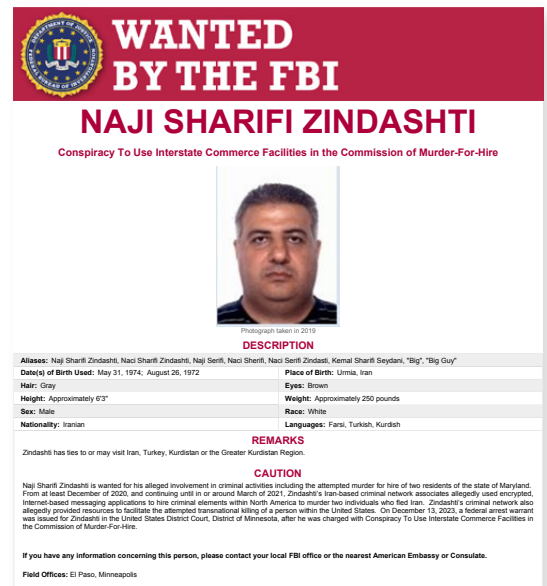 WANTED
BY THE FBI
NAJI SHARIFI ZINDASHTI
Conspiracy To Use Interstate Commerce Facilities in the Commission of Murder-For-Hire
Photograph taken in 2019
DESCRIPTION
Aliases: Naji Sharifi Zindashti, Naci Sharifi Zindashti, Naji Serifi, Naci Sherifi, Naci Serifi Zindasti, Kemal Sharifi Seydani, "Big", "Big Guy"
Date(s) of Birth Used: May 31, 1974; August 26, 1972 Place of Birth: Urmia, Iran
Hair: Gray Eyes: Brown
Height: Approximately 6'3" Weight: Approximately 250 pounds
Sex: Male Race: White
Nationality: Iranian Languages: Farsi, Turkish, Kurdish
REMARKS
Zindashti has ties to or may visit Iran, Turkey, Kurdistan or the Greater Kurdistan Region.
CAUTION
Naji Sharifi Zindashti is wanted for his alleged involvement in criminal activities including the attempted murder for hire of two residents of the state of Maryland.
From at least December of 2020, and continuing until in or around March of 2021, Zindashti's Iran-based criminal network associates allegedly used encrypted,
Internet-based messaging applications to hire criminal elements within North America to murder two individuals who fled Iran. Zindashti's criminal network also
allegedly provided resources to facilitate the attempted transnational killing of a person within the United States. On December 13, 2023, a federal arrest warrant
was issued for Zindashti in the United States District Court, District of Minnesota, after he was charged with Conspiracy To Use Interstate Commerce Facilities in
the Commission of Murder-For-Hire.
If you have any information concerning this person, please contact your local FBI office or the nearest American Embassy or Consulate.
Field Offices: El Paso, Minneapolis